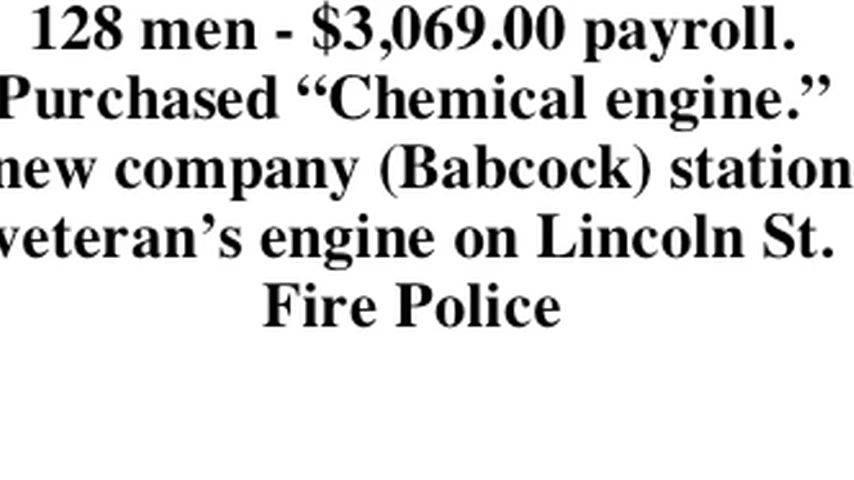 128 men - $3,069.00 payroll.
Purchased “Chemical engine.”
new company (Babcock) station
veteran’s engine on Lincoln St.
Fire Police